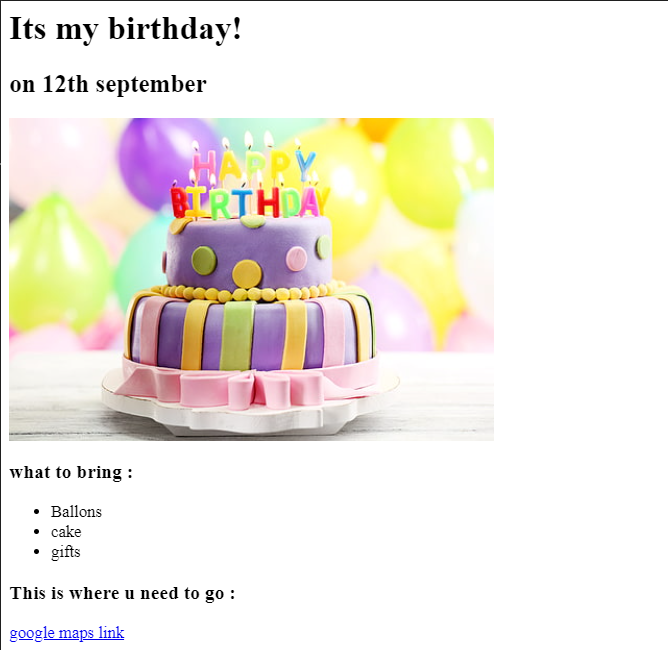 Its my birthday!
on 12th september
HAPPY
BIRTHDAY
what to bring :
Ballons
cake
gifts
This is where u need to go :
google maps link